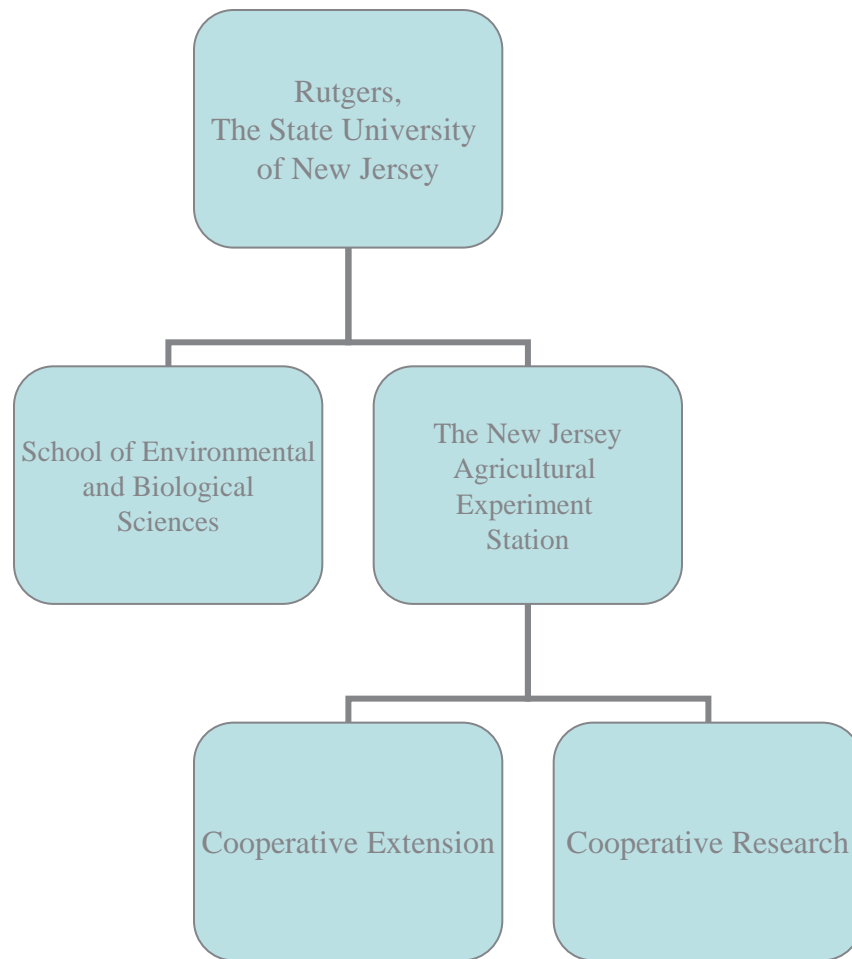 Rutgers,
The State University
of New Jersey
School of Environmental
and Biological
Sciences
The New Jersey
Agricultural
Experiment
Station
Cooperative Extension
Cooperative Research